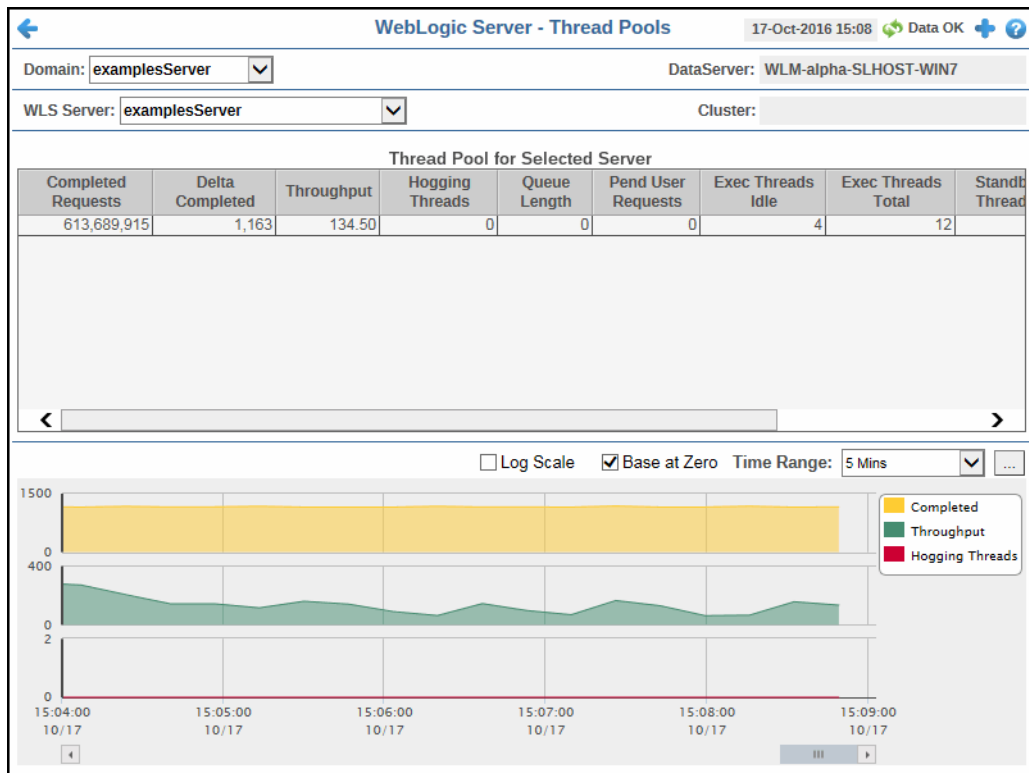 WebLogic Server - Thread Pools 17-Oct-2016 15:08 Data OK
Domain: examplesServer DataServer: WLM-alpha-SLHOST-WIN7
WLS Server: examplesServer Cluster:
Thread Pool for Selected Server
Completed Requests Delta Completed Throughput Hogging Threads Queue Length Pend User Requests Exec Threads Idle Exec Threads Total Standb Thread
613,689,915 1,163 134.50 0 0 0 4 12
Log Scale Base at Zero Time Range: 5 Mins ...
1500
0
400
0
2
0
Completed
Throughput
Hogging Threads
15:04:00 15:05:00 15:06:00 15:07:00 15:08:00 15:09:00
10/17 10/17 10/17 10/17 10/17 10/17